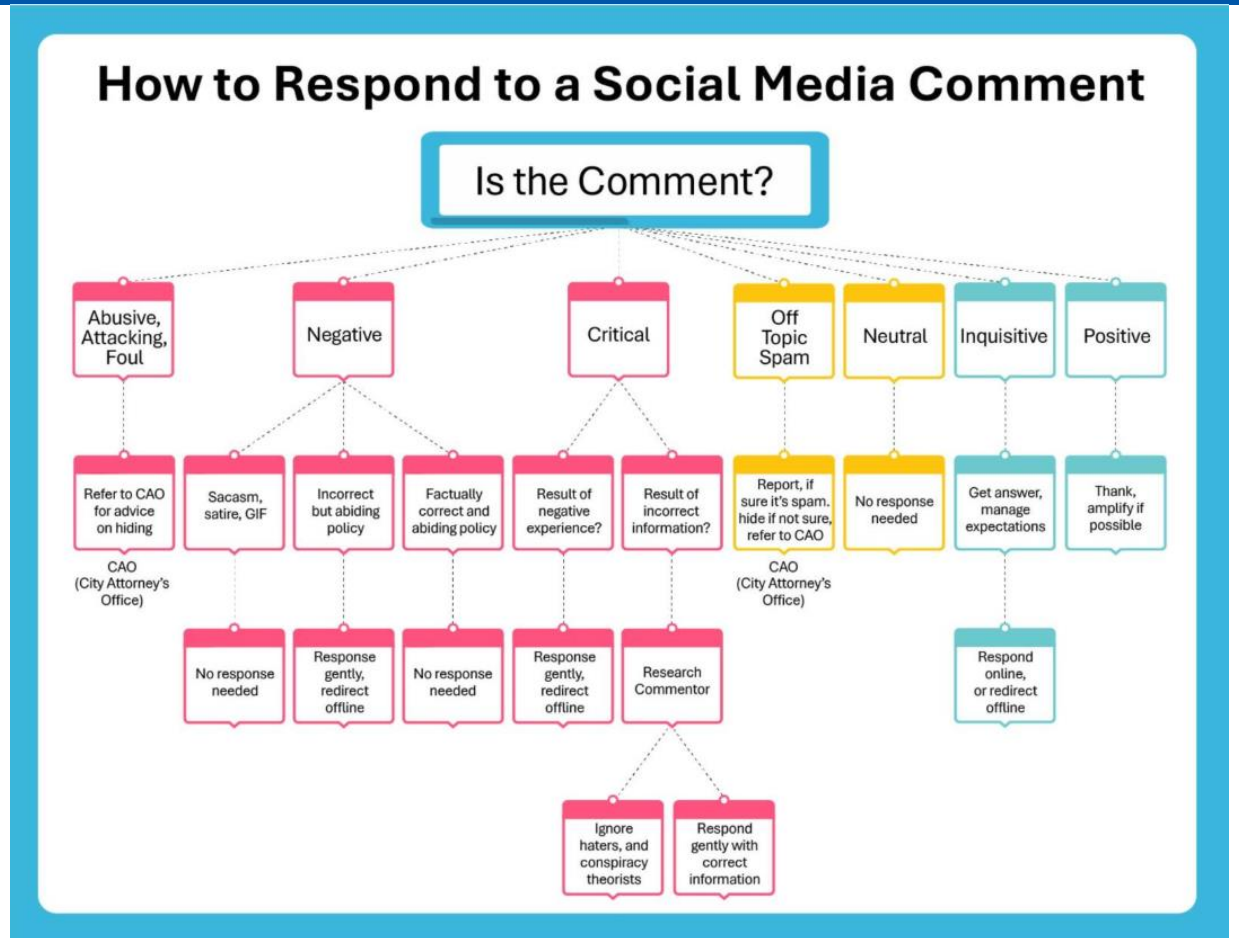 How to Respond to a Social Media Comment
Is the Comment?
Abusive,
Attacking,
Foul
Negative
Critical
Off
Topic
Spam
Neutral
Inquisitive
Positive
Refer to CAO
for advice
on hiding
Sacasm,
satire, GIF
Incorrect
but abiding
policy
Factually
correct and
abiding policy
Result of
negative
experience?
Result of
incorrect
information?
Report, if
sure it's spam.
hide if not sure,
refer to CAO
No response
needed
Get answer,
manage
expectations
Thank,
amplify if
possible
CAO
(City Attorney's
Office)
CAO
(City Attorney's
Office)
No response
needed
Response
gently,
redirect
offline
No response
needed
Response
gently,
redirect
offline
Research
Commentor
Respond
online,
or redirect
offline
Ignore
haters, and
conspiracy
theorists
Respond
gently with
correct
information